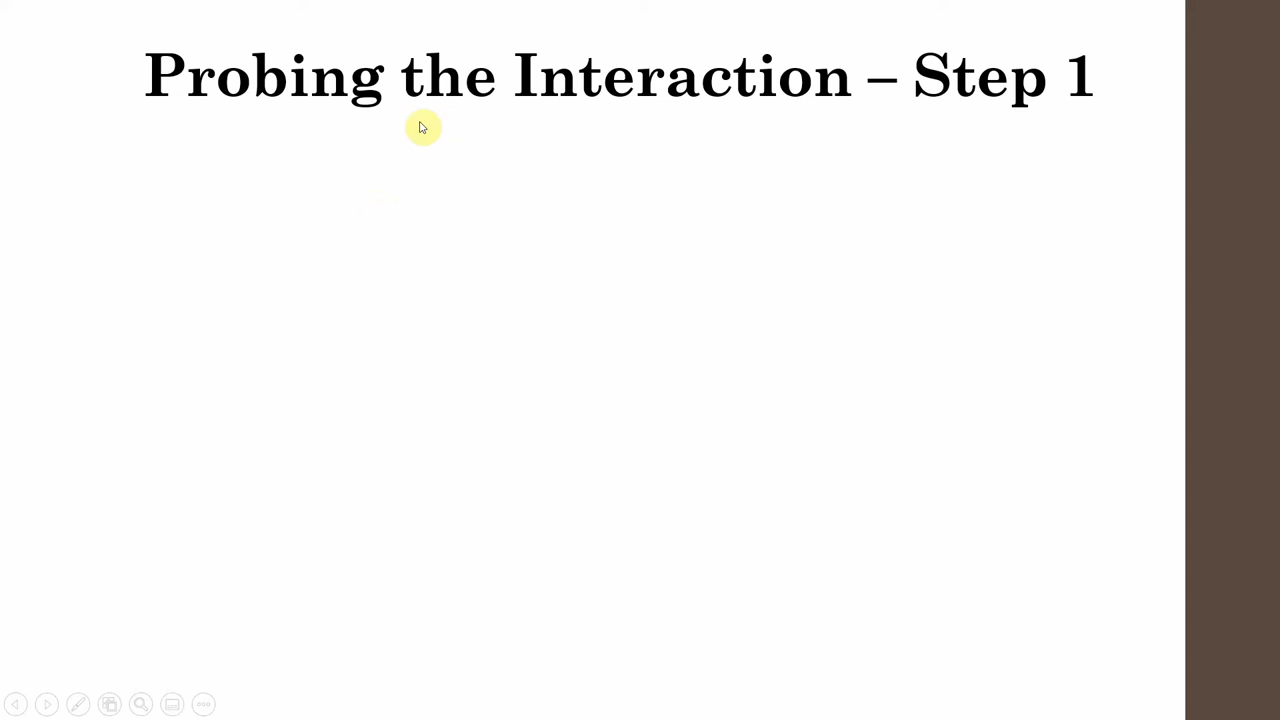 Probing the Interaction – Step 1